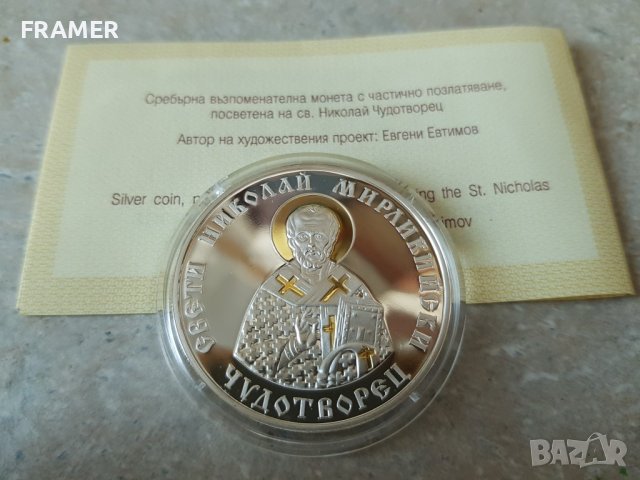 FRAMER
Сребърна възпоменателна монета с частично позлатяване,
посветена на св. Николай Чудотворец
Автор на художествения проект: Евгени Евтимов
Silver coin, the St. Nicholas
СВЕТИ НИКОЛАЙ МИРЛИКИЙСКИ
ЧУДОТВОРЕЦ
BAZAR